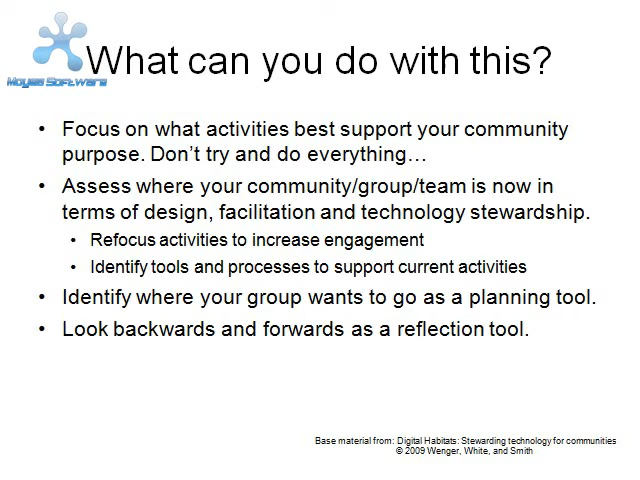 What can you do with this?
Moyea Software
• Focus on what activities best support your community
purpose. Don't try and do everything…
• Assess where your community/group/team is now in
terms of design, facilitation and technology stewardship.
• Refocus activities to increase engagement
• Identify tools and processes to support current activities
• Identify where your group wants to go as a planning tool.
• Look backwards and forwards as a reflection tool.
Base material from: Digital Habitats: Stewarding technology for communities
© 2009 Wenger, White, and Smith